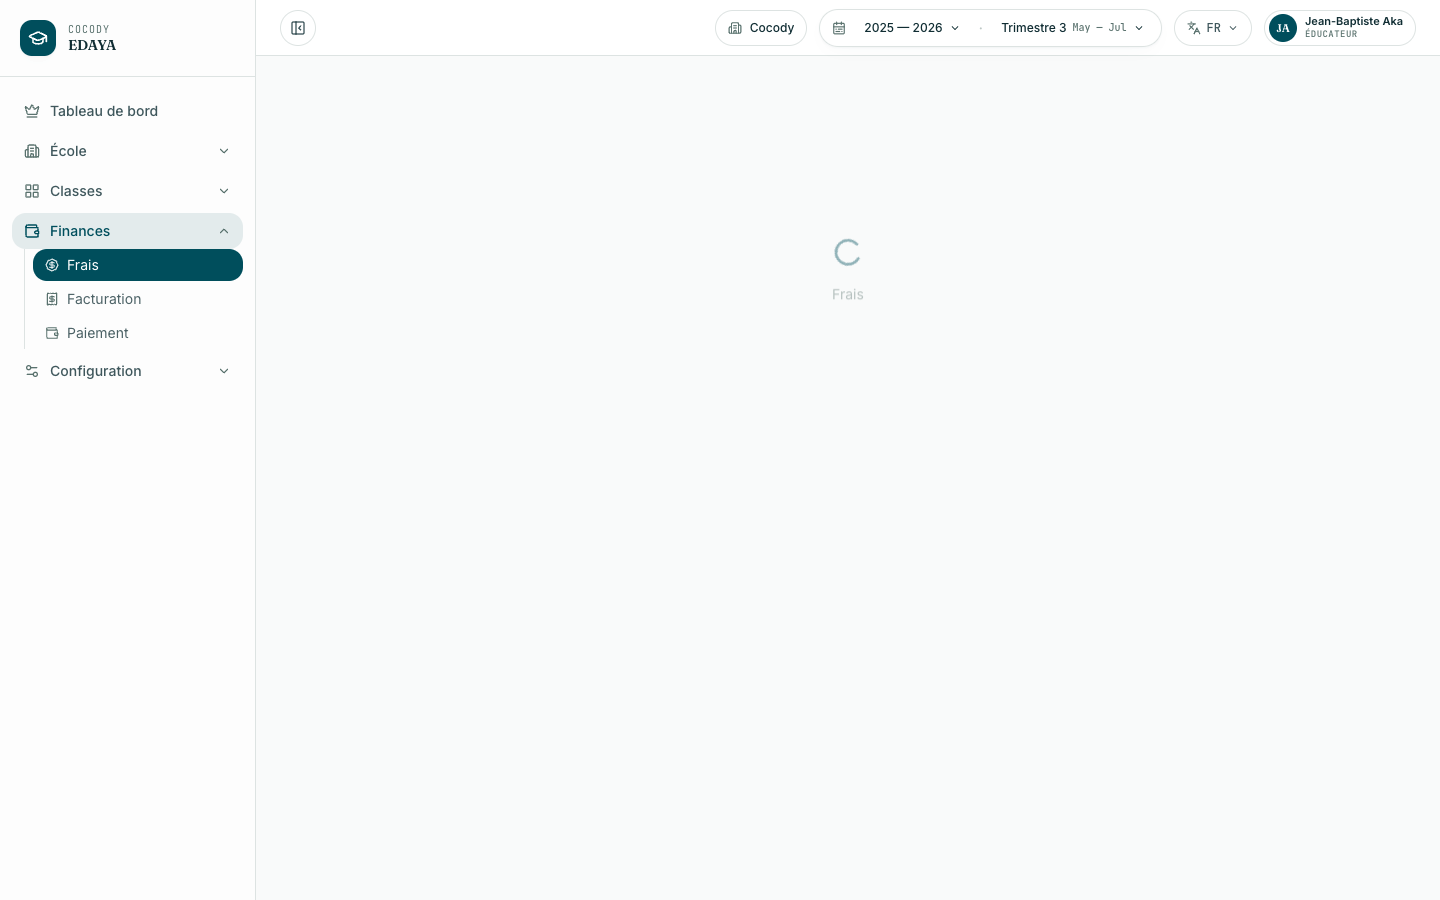 COCODY
EDAYA
Tableau de bord
École
Classes
Finances
Frais
Facturation
Paiement
Configuration
Cocody
2025 — 2026 · Trimestre 3 May – Jul
FR
JA
Jean-Baptiste Aka
ÉDUCATEUR
Frais